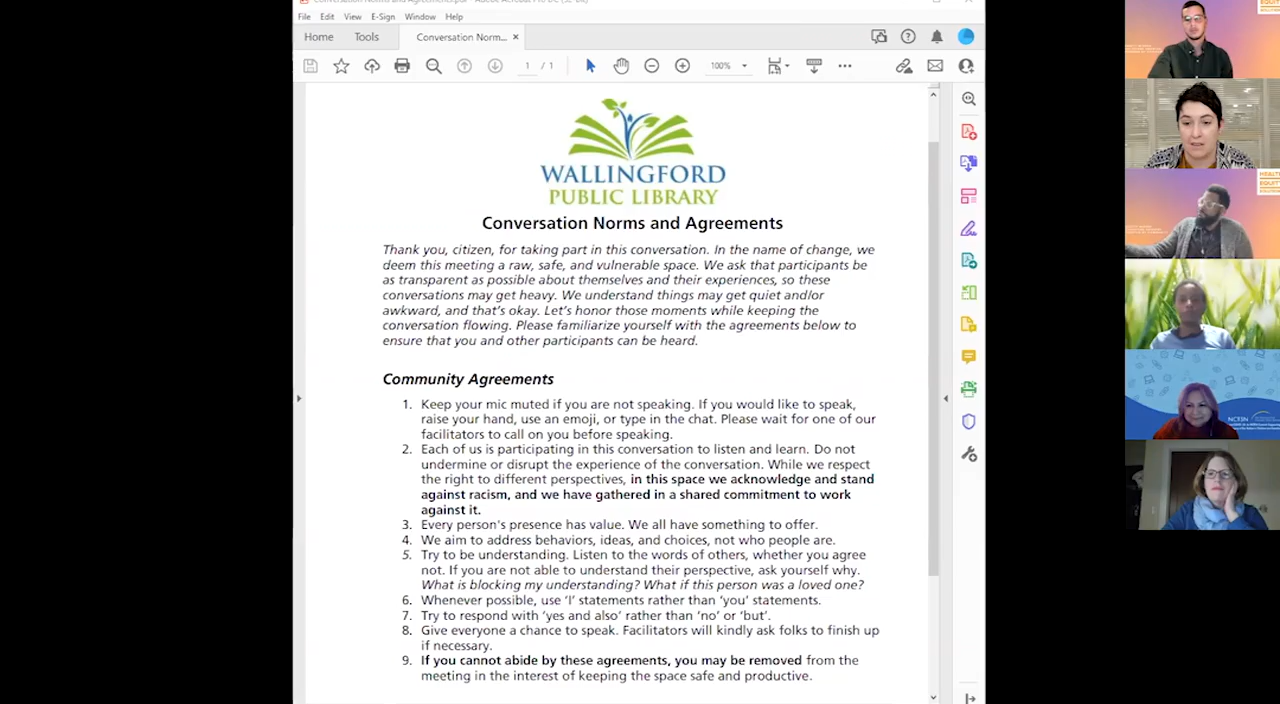 Conversation Norms and Agreements.pdf - Adobe Acrobat Pro DC (32-bit)
File Edit View E-Sign Window Help
Home Tools Conversation Norm... ×
1 / 1 100%
WALLINGFORD
PUBLIC LIBRARY
Conversation Norms and Agreements
Thank you, citizen, for taking part in this conversation. In the name of change, we
deem this meeting a raw, safe, and vulnerable space. We ask that participants be
as transparent as possible about themselves and their experiences, so these
conversations may get heavy. We understand things may get quiet and/or
awkward, and that's okay. Let's honor those moments while keeping the
conversation flowing. Please familiarize yourself with the agreements below to
ensure that you and other participants can be heard.
Community Agreements
1. Keep your mic muted if you are not speaking. If you would like to speak,
raise your hand, use an emoji, or type in the chat. Please wait for one of our
facilitators to call on you before speaking.
2. Each of us is participating in this conversation to listen and learn. Do not
undermine or disrupt the experience of the conversation. While we respect
the right to different perspectives, in this space we acknowledge and stand
against racism, and we have gathered in a shared commitment to work
against it.
3. Every person's presence has value. We all have something to offer.
4. We aim to address behaviors, ideas, and choices, not who people are.
5. Try to be understanding. Listen to the words of others, whether you agree
not. If you are not able to understand their perspective, ask yourself why.
What is blocking my understanding? What if this person was a loved one?
6. Whenever possible, use 'I' statements rather than 'you' statements.
7. Try to respond with 'yes and also' rather than 'no' or 'but'.
8. Give everyone a chance to speak. Facilitators will kindly ask folks to finish up
if necessary.
9. If you cannot abide by these agreements, you may be removed from the
meeting in the interest of keeping the space safe and productive.
HEALTH
EQUITY